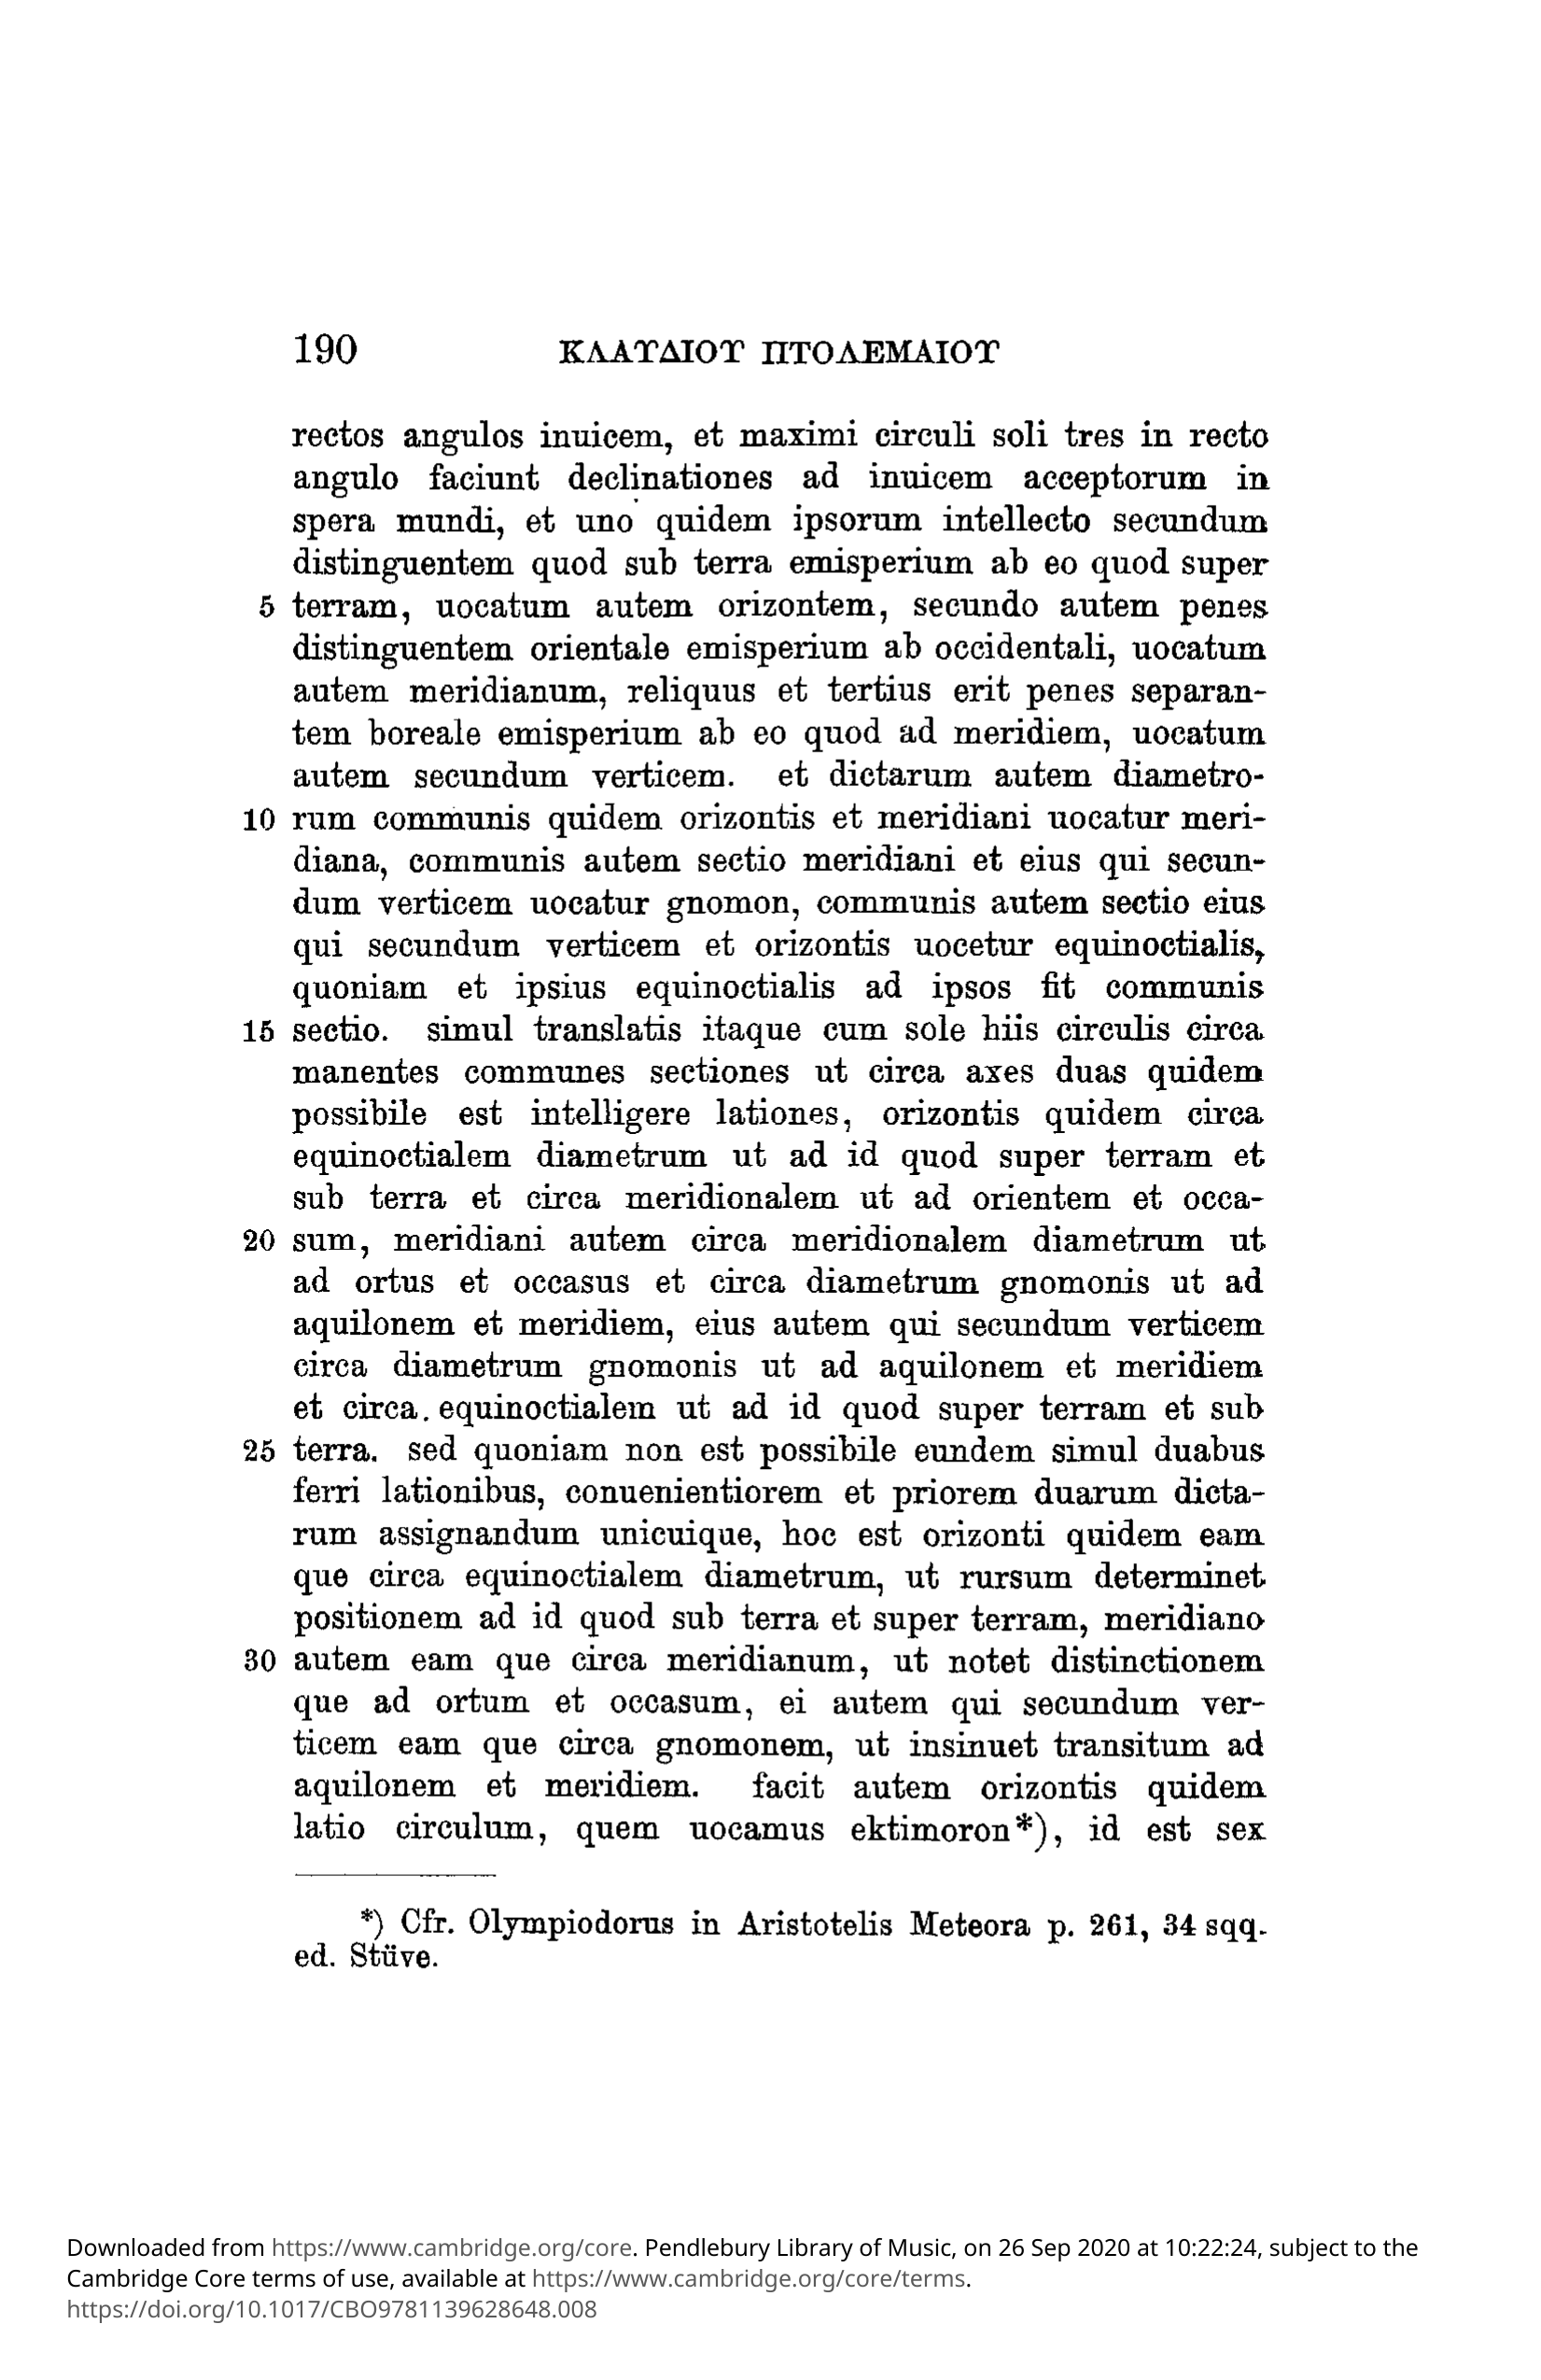 190 ΚΛΑΥΔΙΟΥ ΠΤΟΛΕΜΑΙΟΥ
rectos angulos inuicem, et maximi circuli soli tres in recto
angulo faciunt declinationes ad inuicem acceptorum in
spera mundi, et uno quidem ipsorum intellecto secundum
distinguentem quod sub terra emisperium ab eo quod super
5 terram, uocatum autem orizontem, secundo autem penes
distinguentem orientale emisperium ab occidentali, uocatum
autem meridianum, reliquus et tertius erit penes separan-
tem boreale emisperium ab eo quod ad meridiem, uocatum
autem secundum verticem. et dictarum autem diametro-
10 rum communis quidem orizontis et meridiani uocatur meri-
diana, communis autem sectio meridiani et eius qui secun-
dum verticem uocatur gnomon, communis autem sectio eius
qui secundum verticem et orizontis uocetur equinoctialis,
quoniam et ipsius equinoctialis ad ipsos fit communis
15 sectio. simul translatis itaque cum sole hiis circulis circa
manentes communes sectiones ut circa axes duas quidem
possibile est intelligere lationes, orizontis quidem circa
equinoctialem diametrum ut ad id quod super terram et
sub terra et circa meridionalem ut ad orientem et occa-
20 sum, meridiani autem circa meridionalem diametrum ut
ad ortus et occasus et circa diametrum gnomonis ut ad
aquilonem et meridiem, eius autem qui secundum verticem
circa diametrum gnomonis ut ad aquilonem et meridiem
et circa equinoctialem ut ad id quod super terram et sub
25 terra. sed quoniam non est possibile eundem simul duabus
ferri lationibus, conuenientiorem et priorem duarum dicta-
rum assignandum unicuique, hoc est orizonti quidem eam
que circa equinoctialem diametrum, ut rursum determinet
positionem ad id quod sub terra et super terram, meridiano
30 autem eam que circa meridianum, ut notet distinctionem
que ad ortum et occasum, ei autem qui secundum ver-
ticem eam que circa gnomonem, ut insinuet transitum ad
aquilonem et meridiem. facit autem orizontis quidem
latio circulum, quem uocamus ektimoron*), id est sex
*) Cfr. Olympiodorus in Aristotelis Meteora p. 261, 34 sqq.
ed. Stüve.
Downloaded from https://www.cambridge.org/core. Pendlebury Library of Music, on 26 Sep 2020 at 10:22:24, subject to the
Cambridge Core terms of use, available at https://www.cambridge.org/core/terms.
https://doi.org/10.1017/CBO9781139628648.008